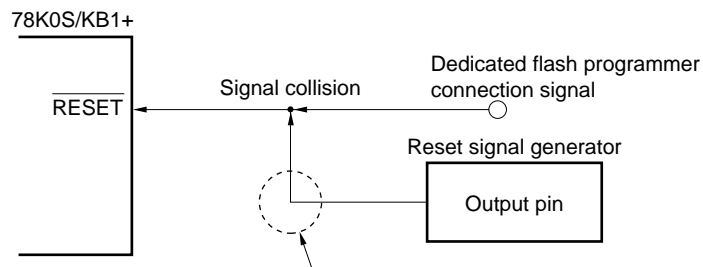 78K0S/KB1+
Dedicated flash programmer
connection signal
Signal collision
RESET
Reset signal generator
Output pin